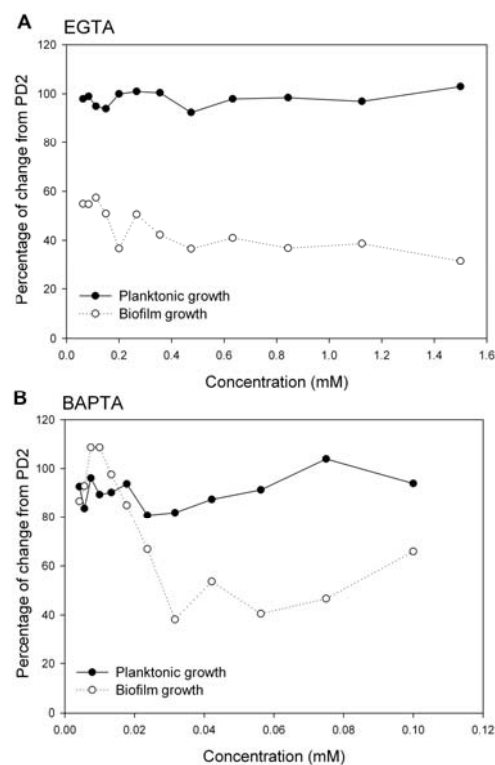 A EGTA
Percentage of change from PD2
120
100
80
60
40
20
0
Planktonic growth
Biofilm growth
0.0 0.2 0.4 0.6 0.8 1.0 1.2 1.4 1.6
Concentration (mM)
B BAPTA
Percentage of change from PD2
120
100
80
60
40
20
0
Planktonic growth
Biofilm growth
0.00 0.02 0.04 0.06 0.08 0.10
Concentration (mM)